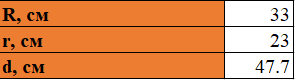 R, см 33
r, см 23
d, см 47.7